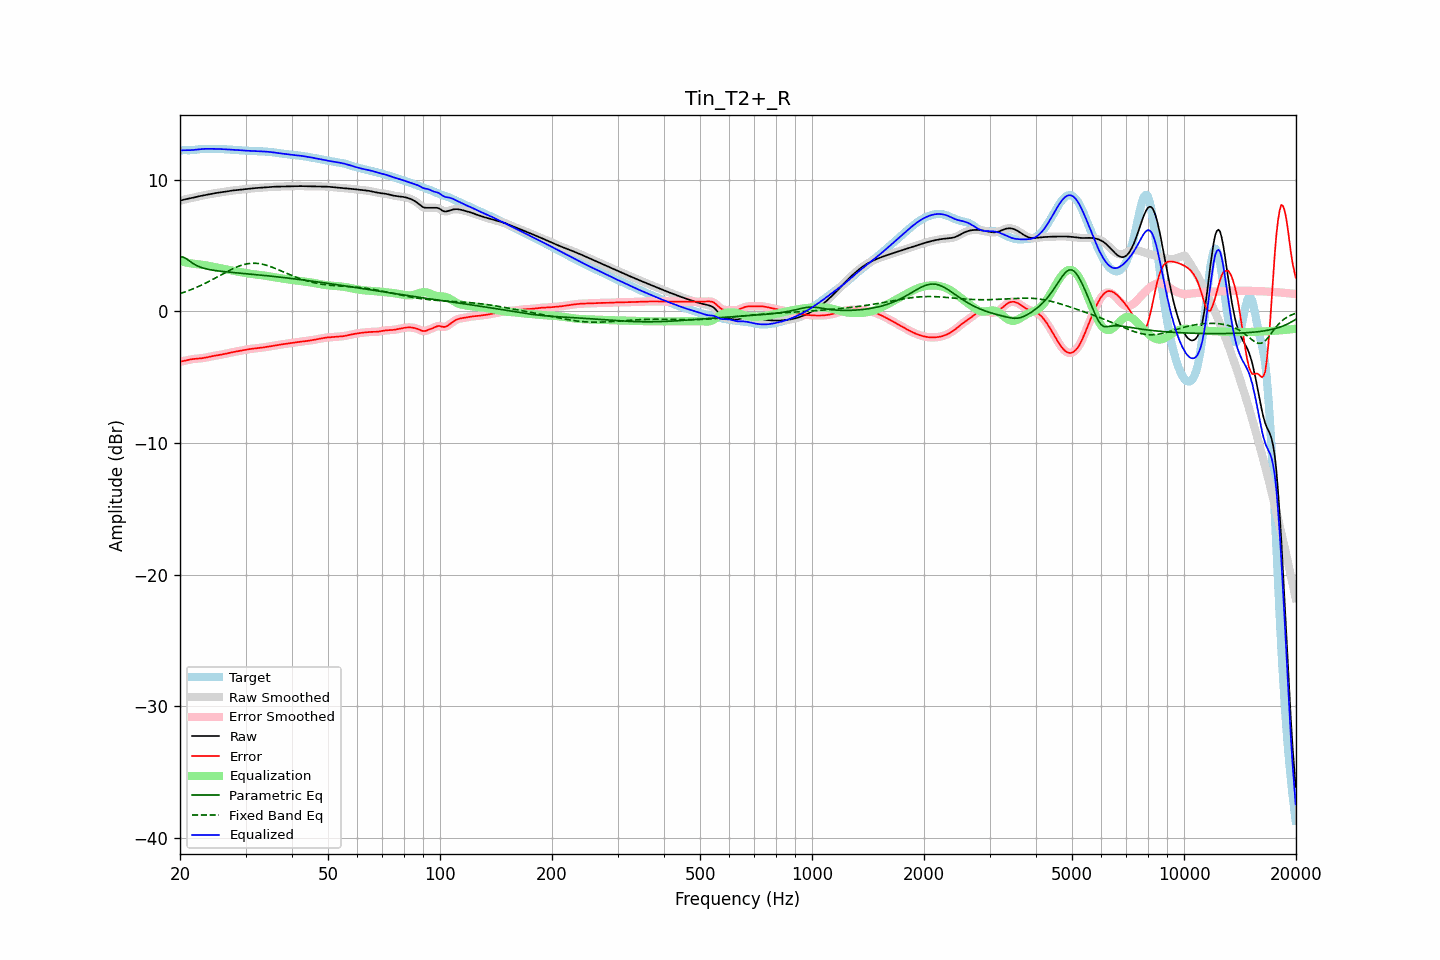 Tin_T2+_R
Amplitude (dBr)
10
0
−10
−20
−30
−40
Target
Raw Smoothed
Error Smoothed
Raw
Error
Equalization
Parametric Eq
Fixed Band Eq
Equalized
20 50 100 200 500 1000 2000 5000 10000 20000
Frequency (Hz)